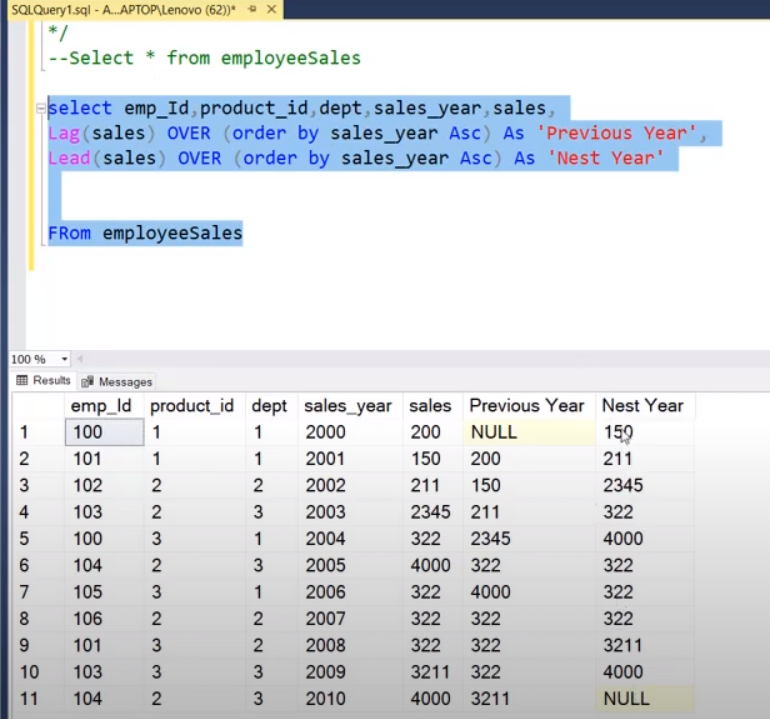 SQLQuery1.sql - A...APTOP\Lenovo (62))*
*/
--Select * from employeeSales
select emp_Id,product_id,dept,sales_year,sales,
Lag(sales) OVER (order by sales_year Asc) As 'Previous Year',
Lead(sales) OVER (order by sales_year Asc) As 'Nest Year'
FRom employeeSales
100 %
Results Messages
emp_Id product_id dept sales_year sales Previous Year Nest Year
1 100 1 1 2000 200 NULL 150
2 101 1 1 2001 150 200 211
3 102 2 2 2002 211 150 2345
4 103 2 3 2003 2345 211 322
5 100 3 1 2004 322 2345 4000
6 104 2 3 2005 4000 322 322
7 105 3 1 2006 322 4000 322
8 106 2 2 2007 322 322 322
9 101 3 2 2008 322 322 3211
10 103 3 3 2009 3211 322 4000
11 104 2 3 2010 4000 3211 NULL